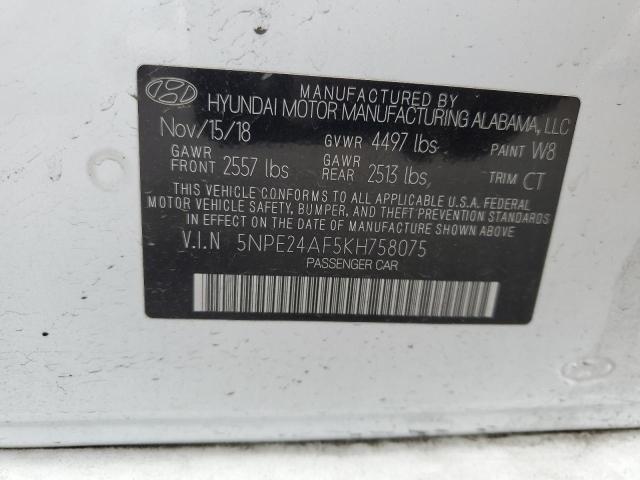 MANUFACTURED BY
HYUNDAI MOTOR MANUFACTURING ALABAMA, LLC
Nov/15/18 GVWR 4497 lbs. PAINT W8
GAWR FRONT 2557 lbs GAWR REAR 2513 lbs, TRIM CT
THIS VEHICLE CONFORMS TO ALL APPLICABLE U.S.A. FEDERAL
MOTOR VEHICLE SAFETY, BUMPER, AND THEFT PREVENTION STANDARDS
IN EFFECT ON THE DATE OF MANUFACTURE SHOWN ABOVE.
V.I.N 5NPE24AF5KH758075
PASSENGER CAR